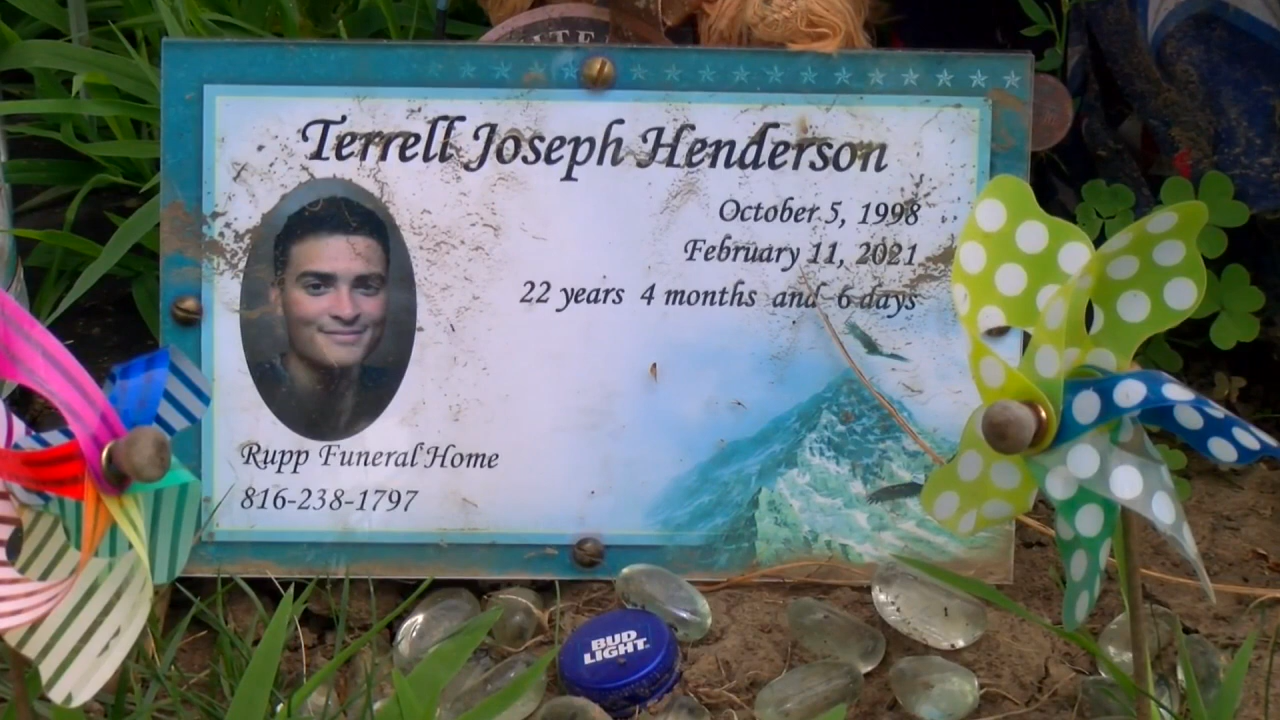 Terrell Joseph Henderson
October 5, 1998
February 11, 2021
22 years 4 months and 6 days
Rupp Funeral Home
816-238-1797
BUD
LIGHT